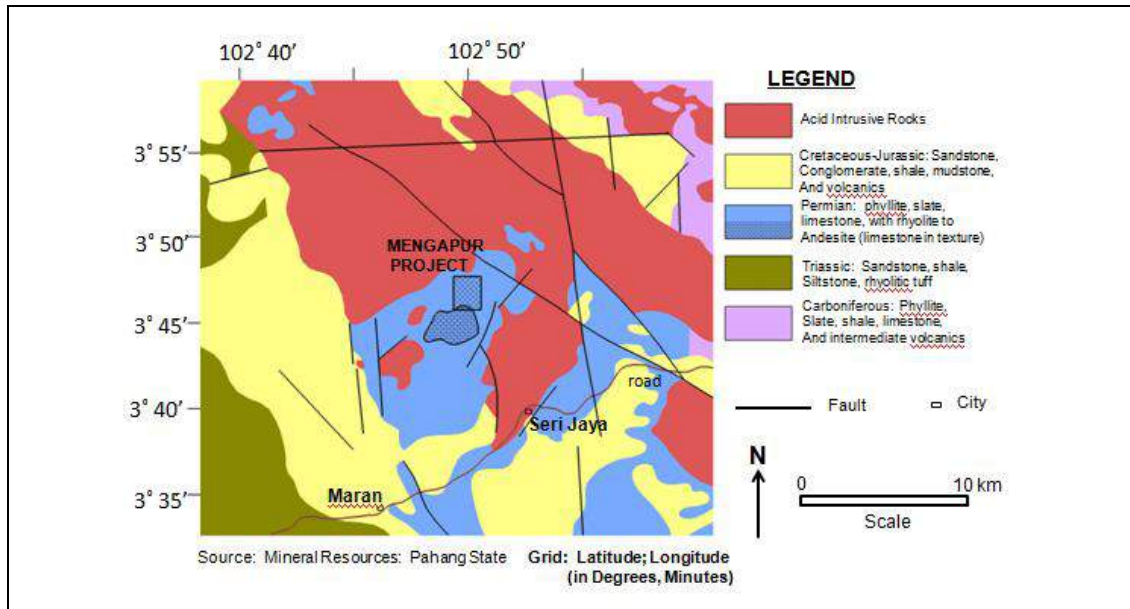 102° 40’ 102° 50’
LEGEND
Acid Intrusive Rocks
Cretaceous-Jurassic: Sandstone,
Conglomerate, shale, mudstone,
And volcanics
Permian: phyllite, slate,
limestone, with rhyolite to
Andesite (limestone in texture)
Triassic: Sandstone, shale,
Siltstone, rhyolitic tuff
Carboniferous: Phyllite,
Slate, shale, limestone,
And intermediate volcanics
Fault City
3° 55’
3° 50’
3° 45’
3° 40’
3° 35’
MENGAPUR
PROJECT
road
Seri Jaya
Maran
N
0 10 km
Scale
Source: Mineral Resources: Pahang State Grid: Latitude; Longitude
(in Degrees, Minutes)